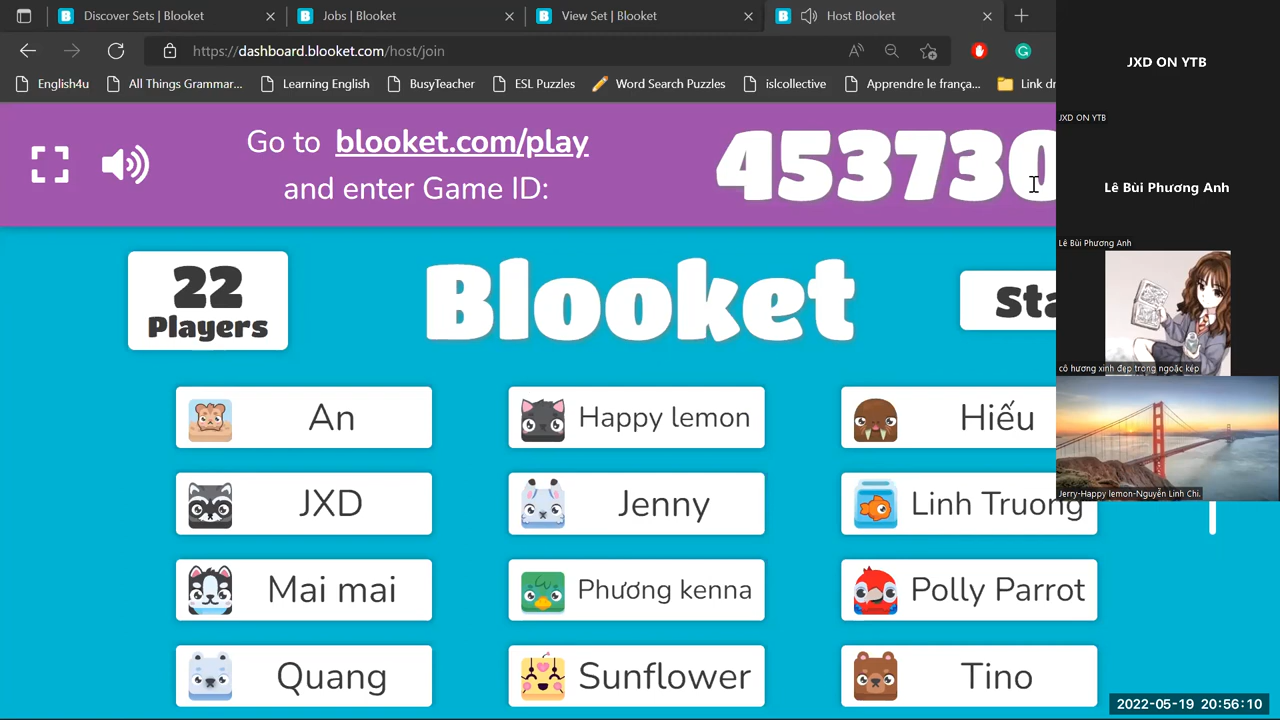 Discover Sets | Blooket
Jobs | Blooket
View Set | Blooket
Host Blooket
https://dashboard.blooket.com/host/join
English4u
All Things Grammar...
Learning English
BusyTeacher
ESL Puzzles
Word Search Puzzles
islcollective
Apprendre le frança...
Link dr
Go to blooket.com/play
and enter Game ID:
453730
22
Players
Blooket
Sta
An
Happy lemon
Hiếu
JXD
Jenny
Linh Truong
Mai mai
Phương kenna
Polly Parrot
Quang
Sunflower
Tino
JXD ON YTB
JXD ON YTB
Lê Bùi Phương Anh
Lê Bùi Phương Anh
cô hương xinh đẹp trong ngoặc kép
Jerry-Happy lemon-Nguyễn Linh Chi.
2022-05-19 20:56:10